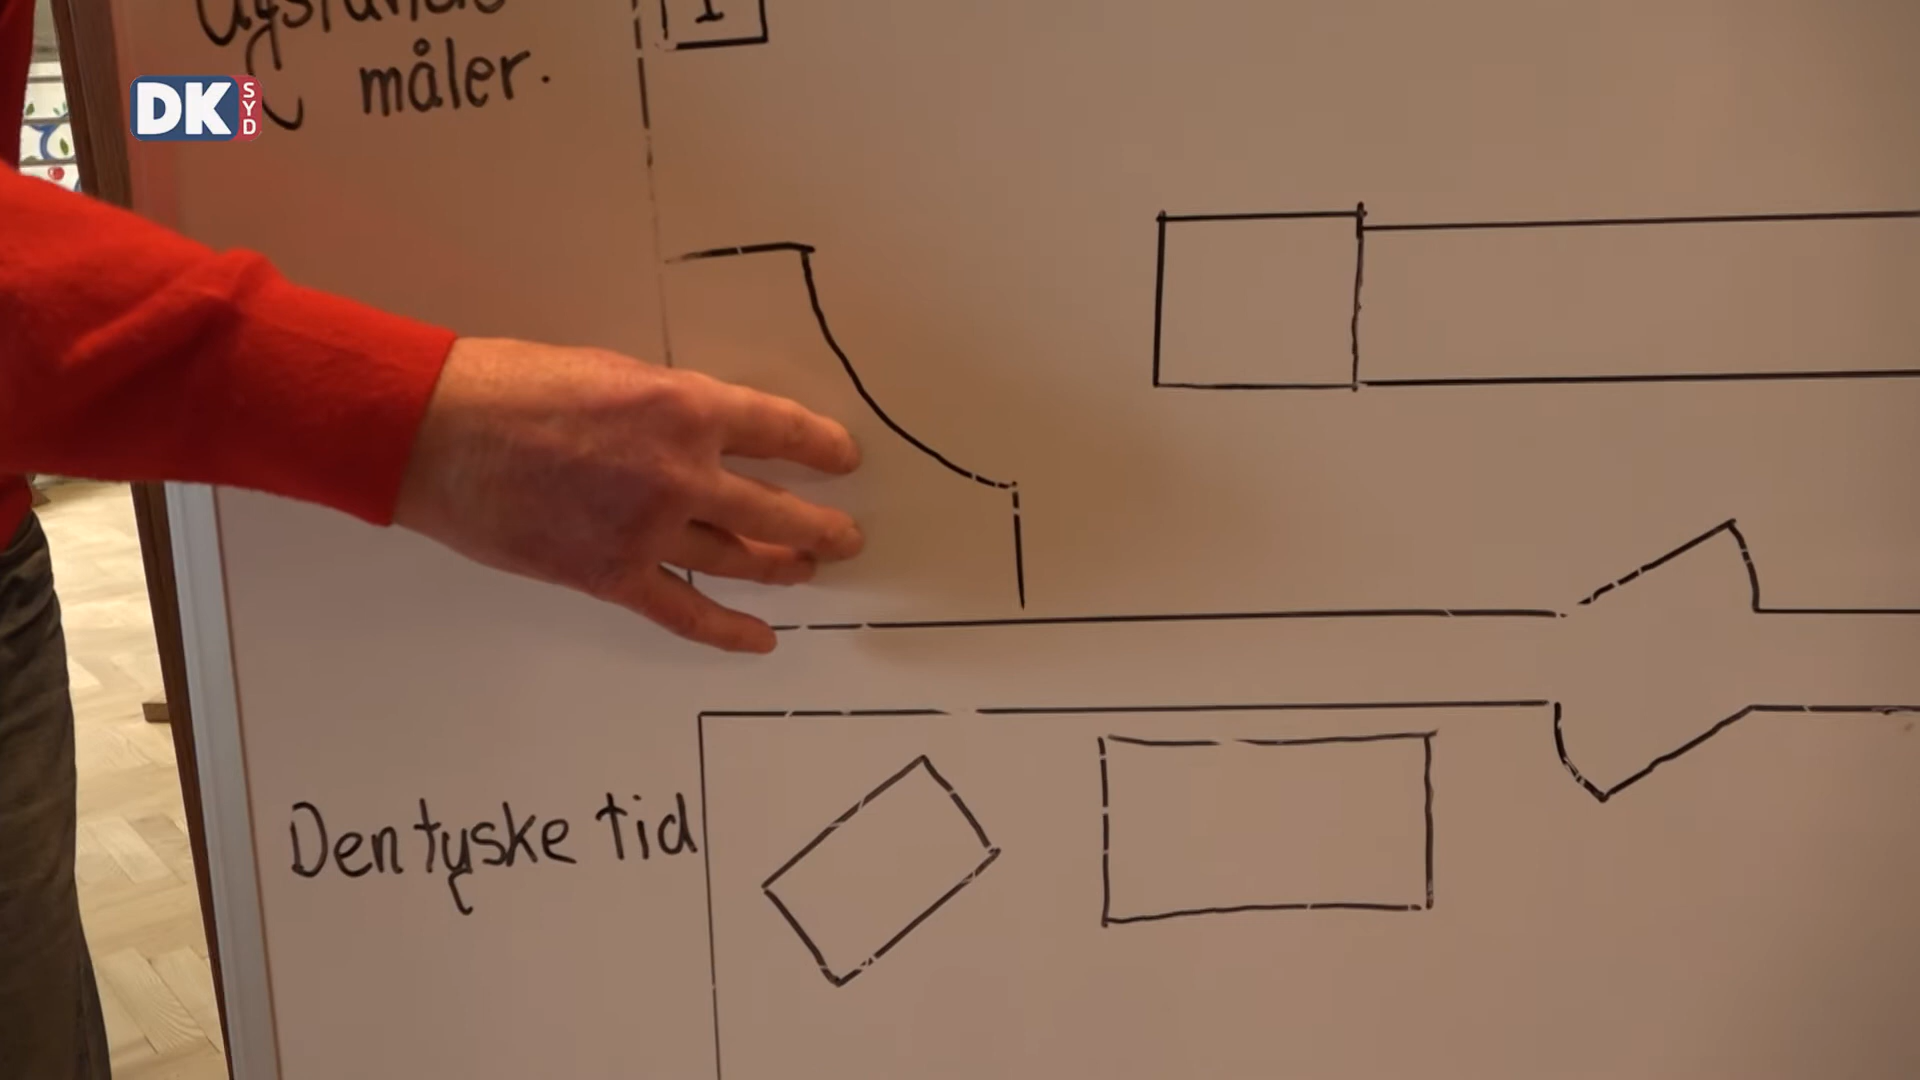 måler.
DK
SYD
I
Den tyske tid